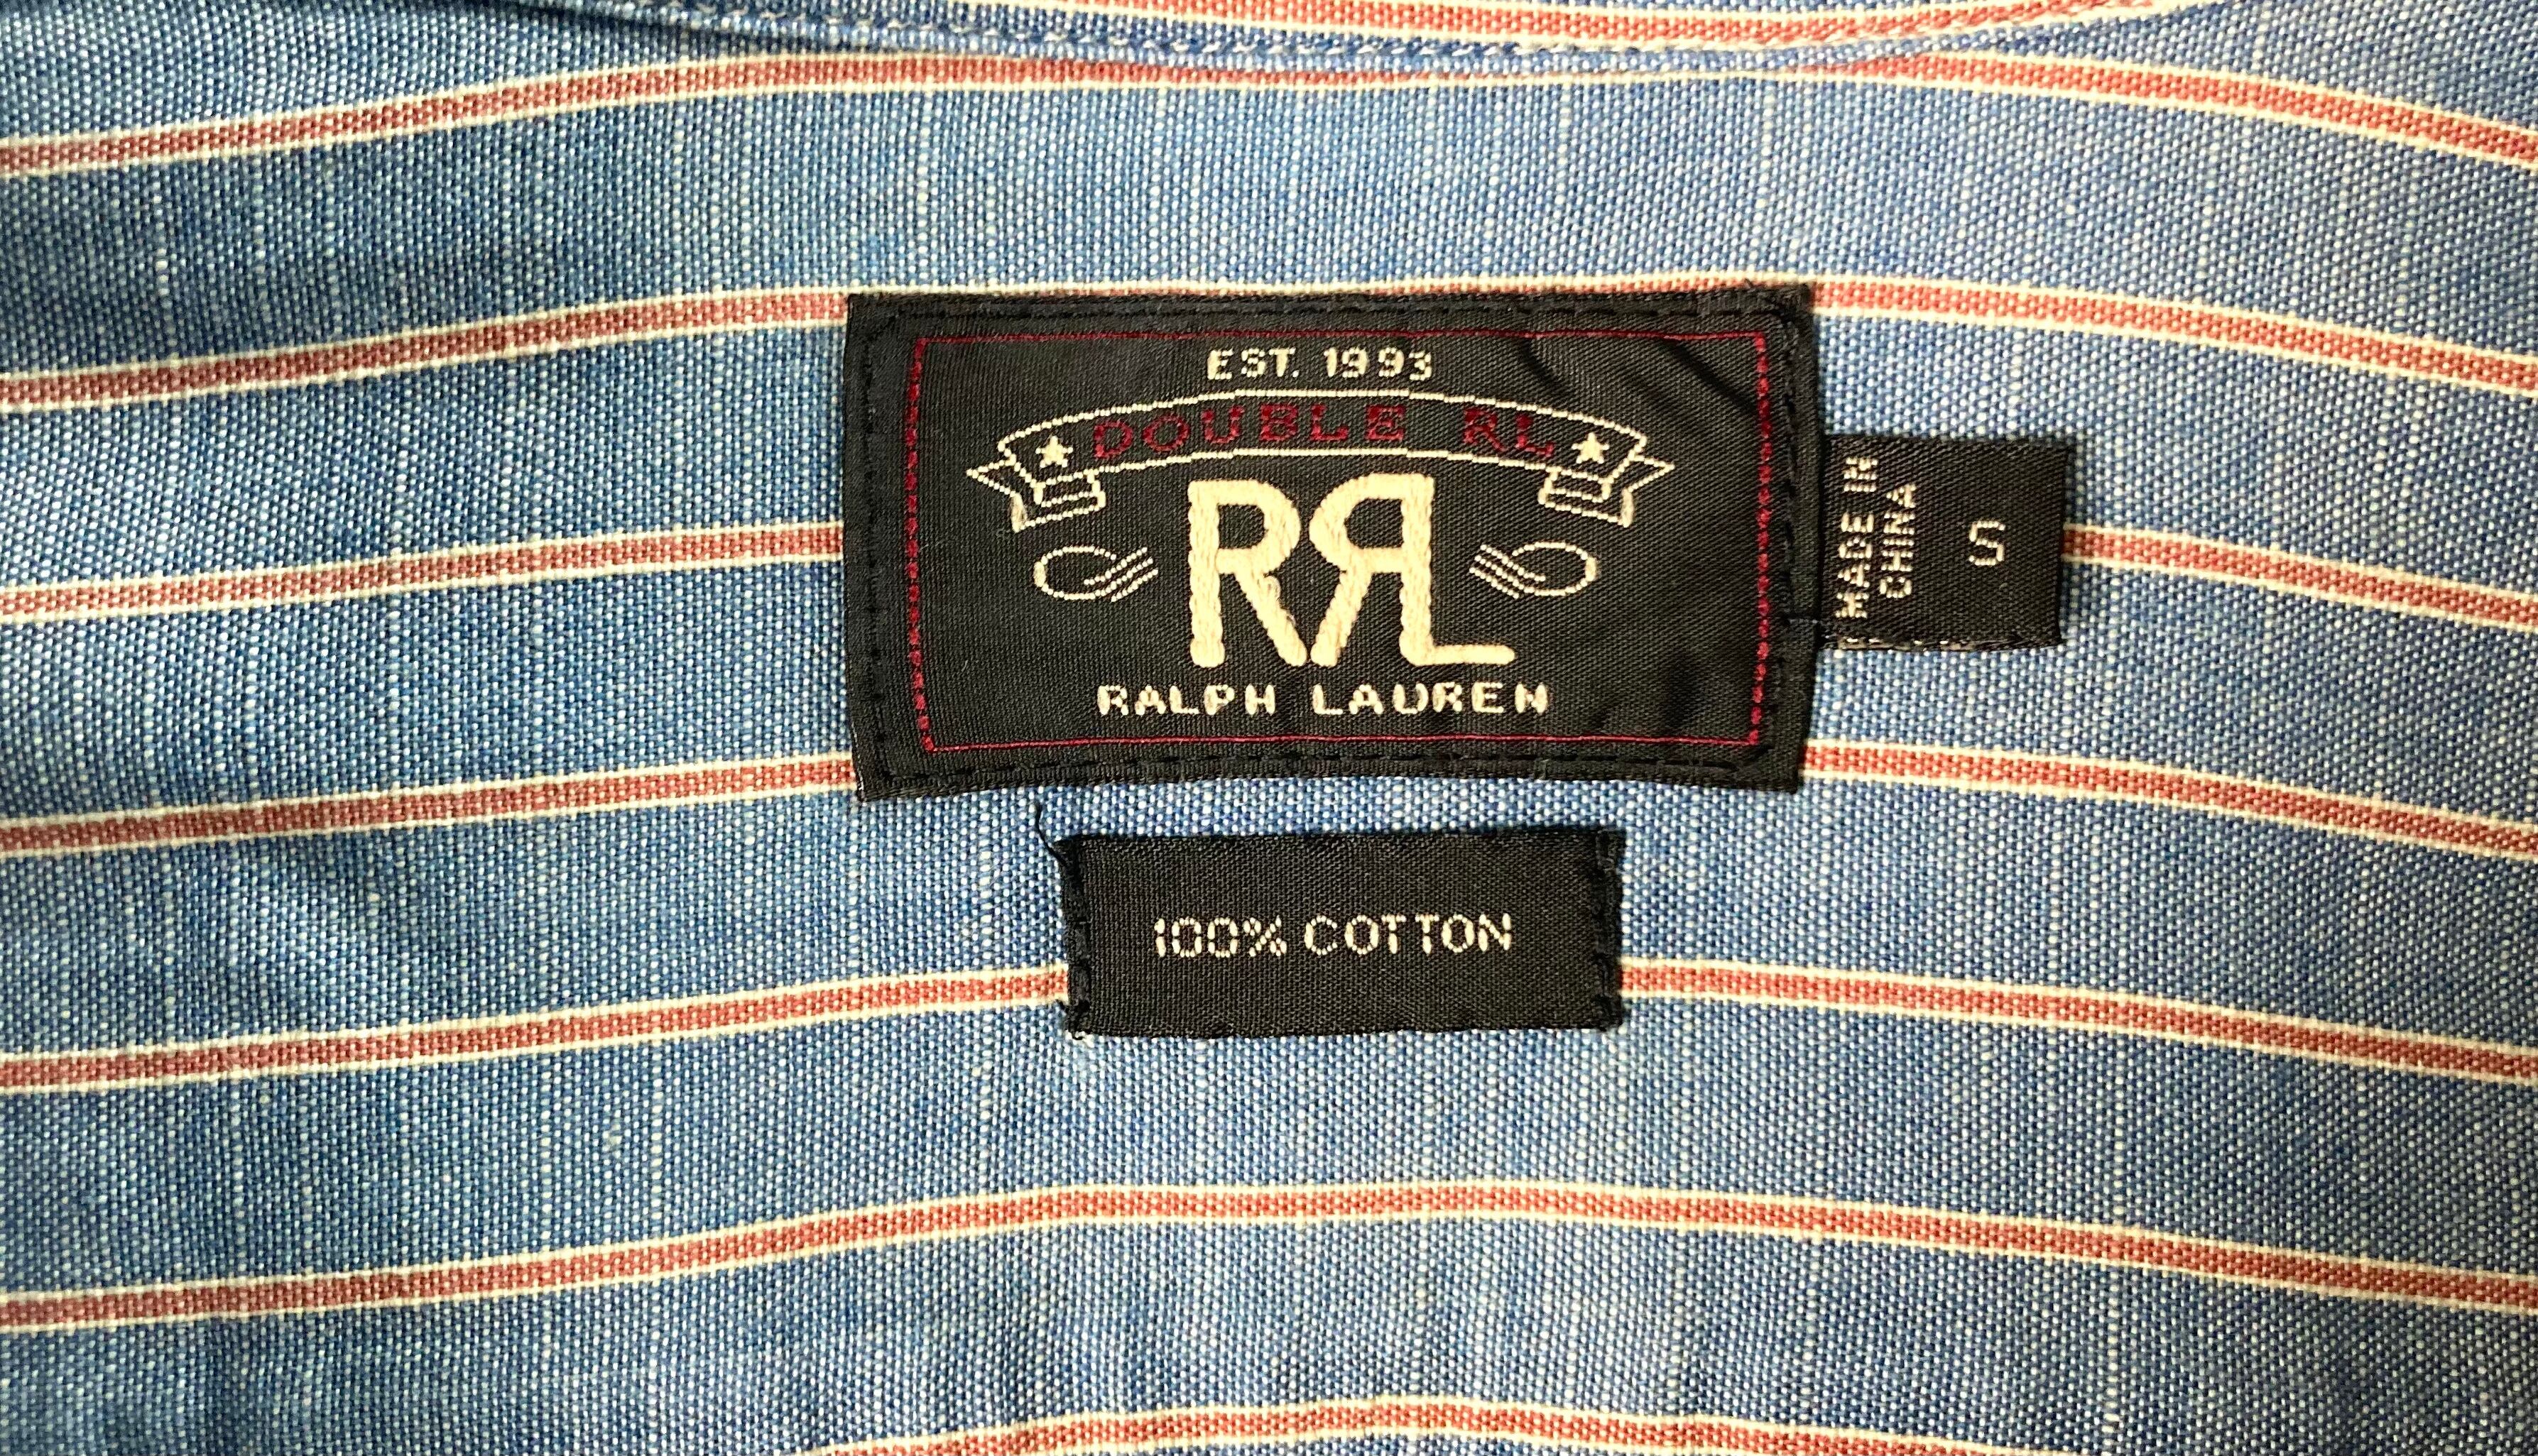 EST. 1993
DOUBLE RL
RRL
RALPH LAUREN
MADE IN
CHINA
S
100% COTTON